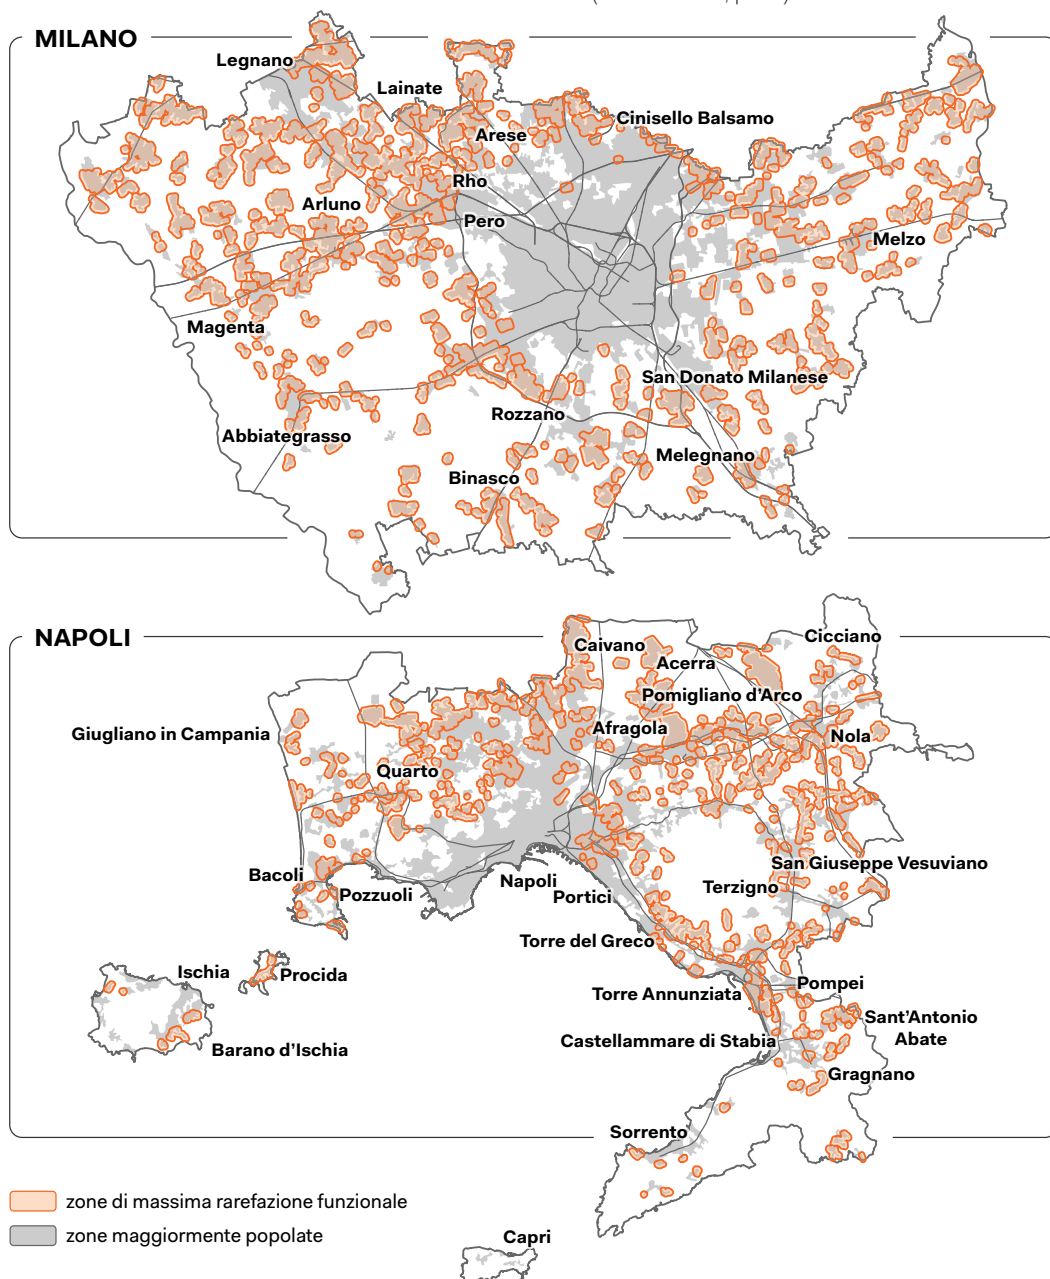 MILANO
Legnano
Lainate
Cinisello Balsamo
Arese
Rho
Arluno
Pero
Melzo
Magenta
San Donato Milanese
Rozzano
Abbiategrasso
Melegnano
Binasco
NAPOLI
Cicciano
Caivano
Acerra
Pomigliano d’Arco
Afragola
Giugliano in Campania
Nola
Quarto
San Giuseppe Vesuviano
Bacoli
Napoli
Terzigno
Pozzuoli
Portici
Torre del Greco
Ischia
Procida
Pompei
Torre Annunziata
Sant’Antonio
Abate
Castellammare di Stabia
Barano d’Ischia
Gragnano
Sorrento
zone di massima rarefazione funzionale
zone maggiormente popolate
Capri